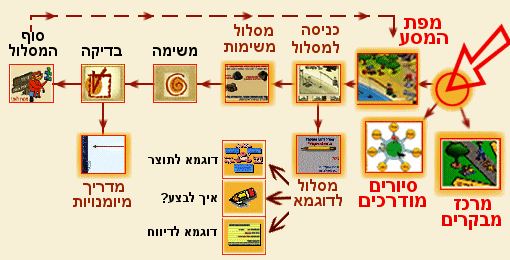 מפת
המסע
כניסה
למסלול
מסלול
משימות
משימה
בדיקה
סוף
המסלול
מרכז
מבקרים
סיורים
מודרכים
מסלול
לדוגמא
דוגמא לתוצר
איך לבצע?
דוגמא לדיווח
מדריך
מיומנויות